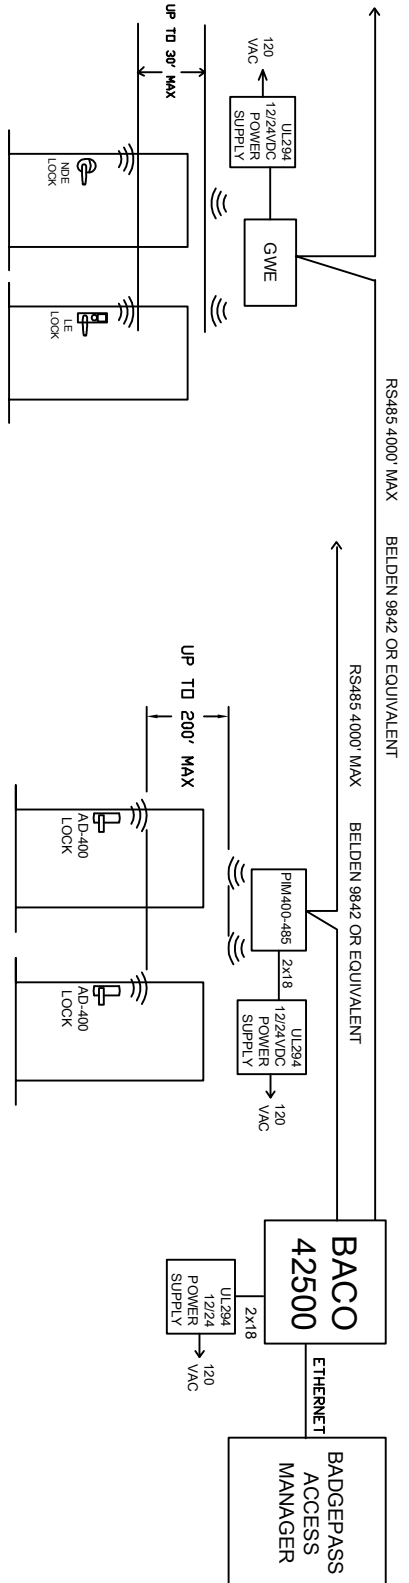 UP TO 30' MAX
120
VAC
UL294
12/24VDC
POWER
SUPPLY
GWE
NDE
LOCK
LE
LOCK
RS485 4000' MAX BELDEN 9842 OR EQUIVALENT
RS485 4000' MAX BELDEN 9842 OR EQUIVALENT
UP TO 200' MAX
AD-400
LOCK
AD-400
LOCK
PIM400-485
2x18
UL294
12/24VDC
POWER
SUPPLY
120
VAC
BACO
42500
2x18
UL294
12/24
POWER
SUPPLY
120
VAC
ETHERNET
BADGEPASS
ACCESS
MANAGER